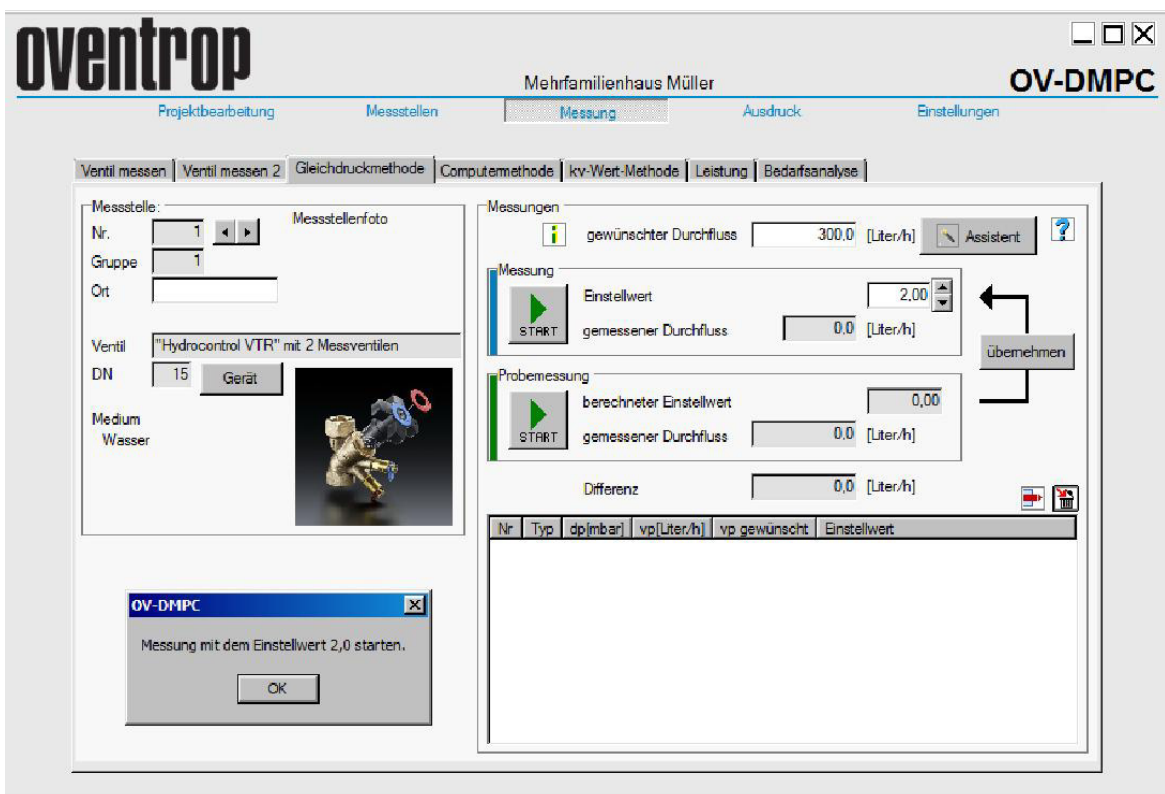 oventrop
Mehrfamilienhaus Müller
OV-DMPC
Projektbearbeitung Messstellen Messung Ausdruck Einstellungen
Ventil messen Ventil messen 2 Gleichdruckmethode Computermethode kv-Wert-Methode Leistung Bedarfsanalyse
Messstelle:
Nr. 1
Messstellenfoto
Gruppe 1
Ort
Ventil "Hydrocontrol VTR" mit 2 Messventilen
DN 15 Gerät
Medium
Wasser
Messungen
i gewünschter Durchfluss 300,0 [Liter/h] Assistent ?
Messung
START
Einstellwert 2,00
gemessener Durchfluss 0,0 [Liter/h]
übernehmen
Probemessung
START
berechneter Einstellwert 0,00
gemessener Durchfluss 0,0 [Liter/h]
Differenz 0,0 [Liter/h]
Nr Typ dp[mbar] vp[Liter/h] vp gewünscht Einstellwert
OV-DMPC
Messung mit dem Einstellwert 2,0 starten.
OK